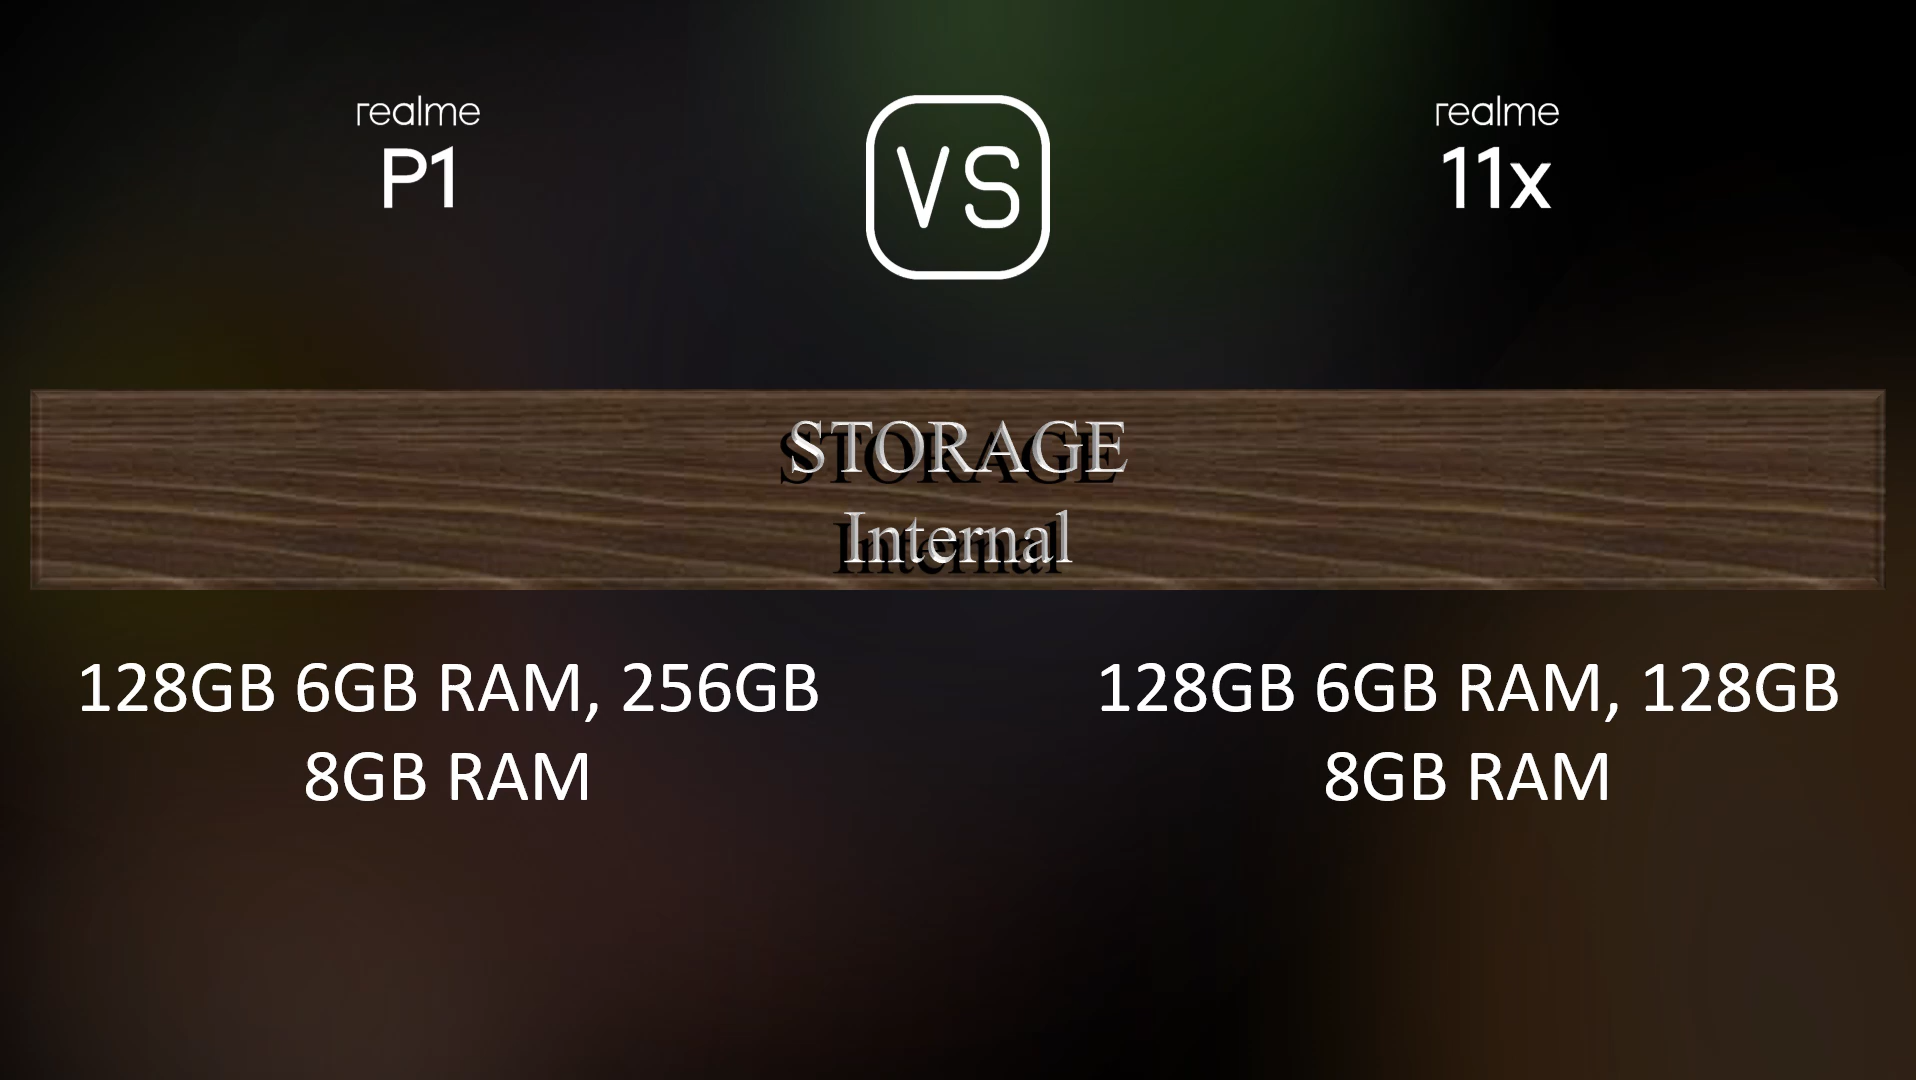 realme
P1
VS
realme
11x
STORAGE
Internal
128GB 6GB RAM, 256GB
8GB RAM
128GB 6GB RAM, 128GB
8GB RAM